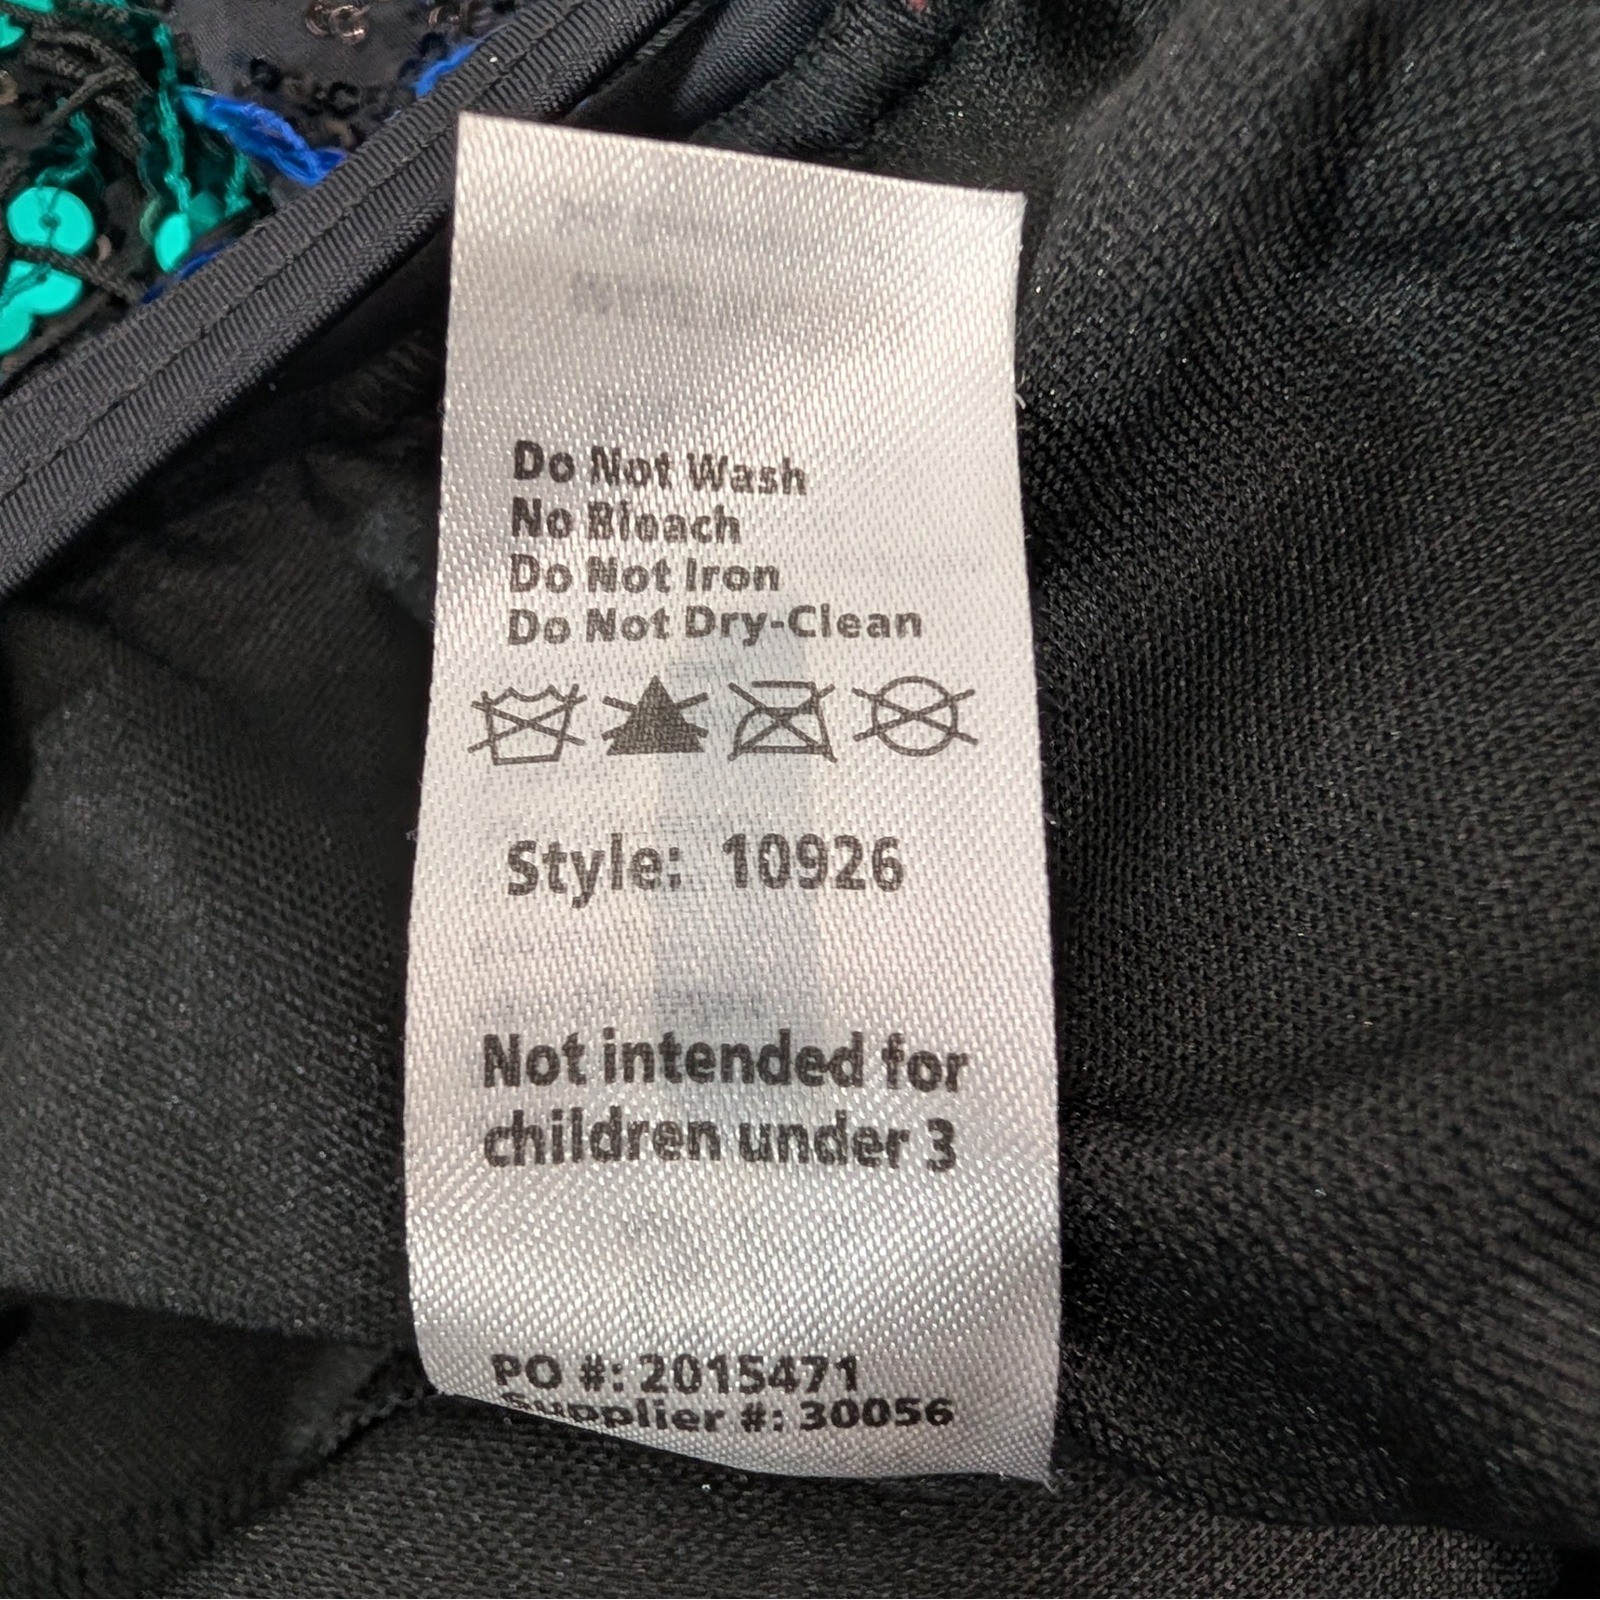 Do Not Wash
No Bleach
Do Not Iron
Do Not Dry-Clean
Style: 10926
Not intended for
children under 3
PO #: 2015471
Supplier #: 30056